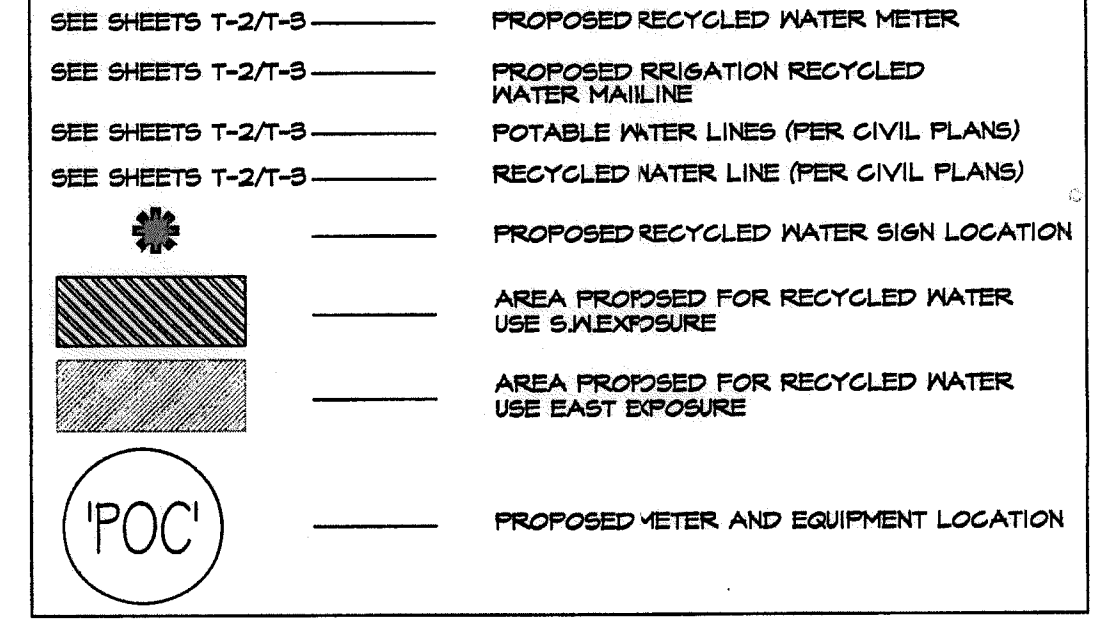 SEE SHEETS T-2/T-3 PROPOSED RECYCLED WATER METER
SEE SHEETS T-2/T-3 PROPOSED RRIGATION RECYCLED
WATER MAIILINE
SEE SHEETS T-2/T-3 POTABLE WATER LINES (PER CIVIL PLANS)
SEE SHEETS T-2/T-3 RECYCLED WATER LINE (PER CIVIL PLANS)
PROPOSED RECYCLED WATER SIGN LOCATION
AREA PROPOSED FOR RECYCLED WATER
USE S.W.EXPOSURE
AREA PROPOSED FOR RECYCLED WATER
USE EAST EXPOSURE
'POC' PROPOSED METER AND EQUIPMENT LOCATION